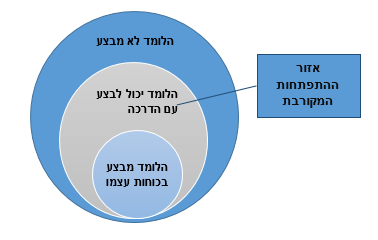 הלומד לא מבצע
הלומד יכול לבצע
עם הדרכה
הלומד מבצע
בכוחות עצמו
אזור
ההתפתחות
המקורבת